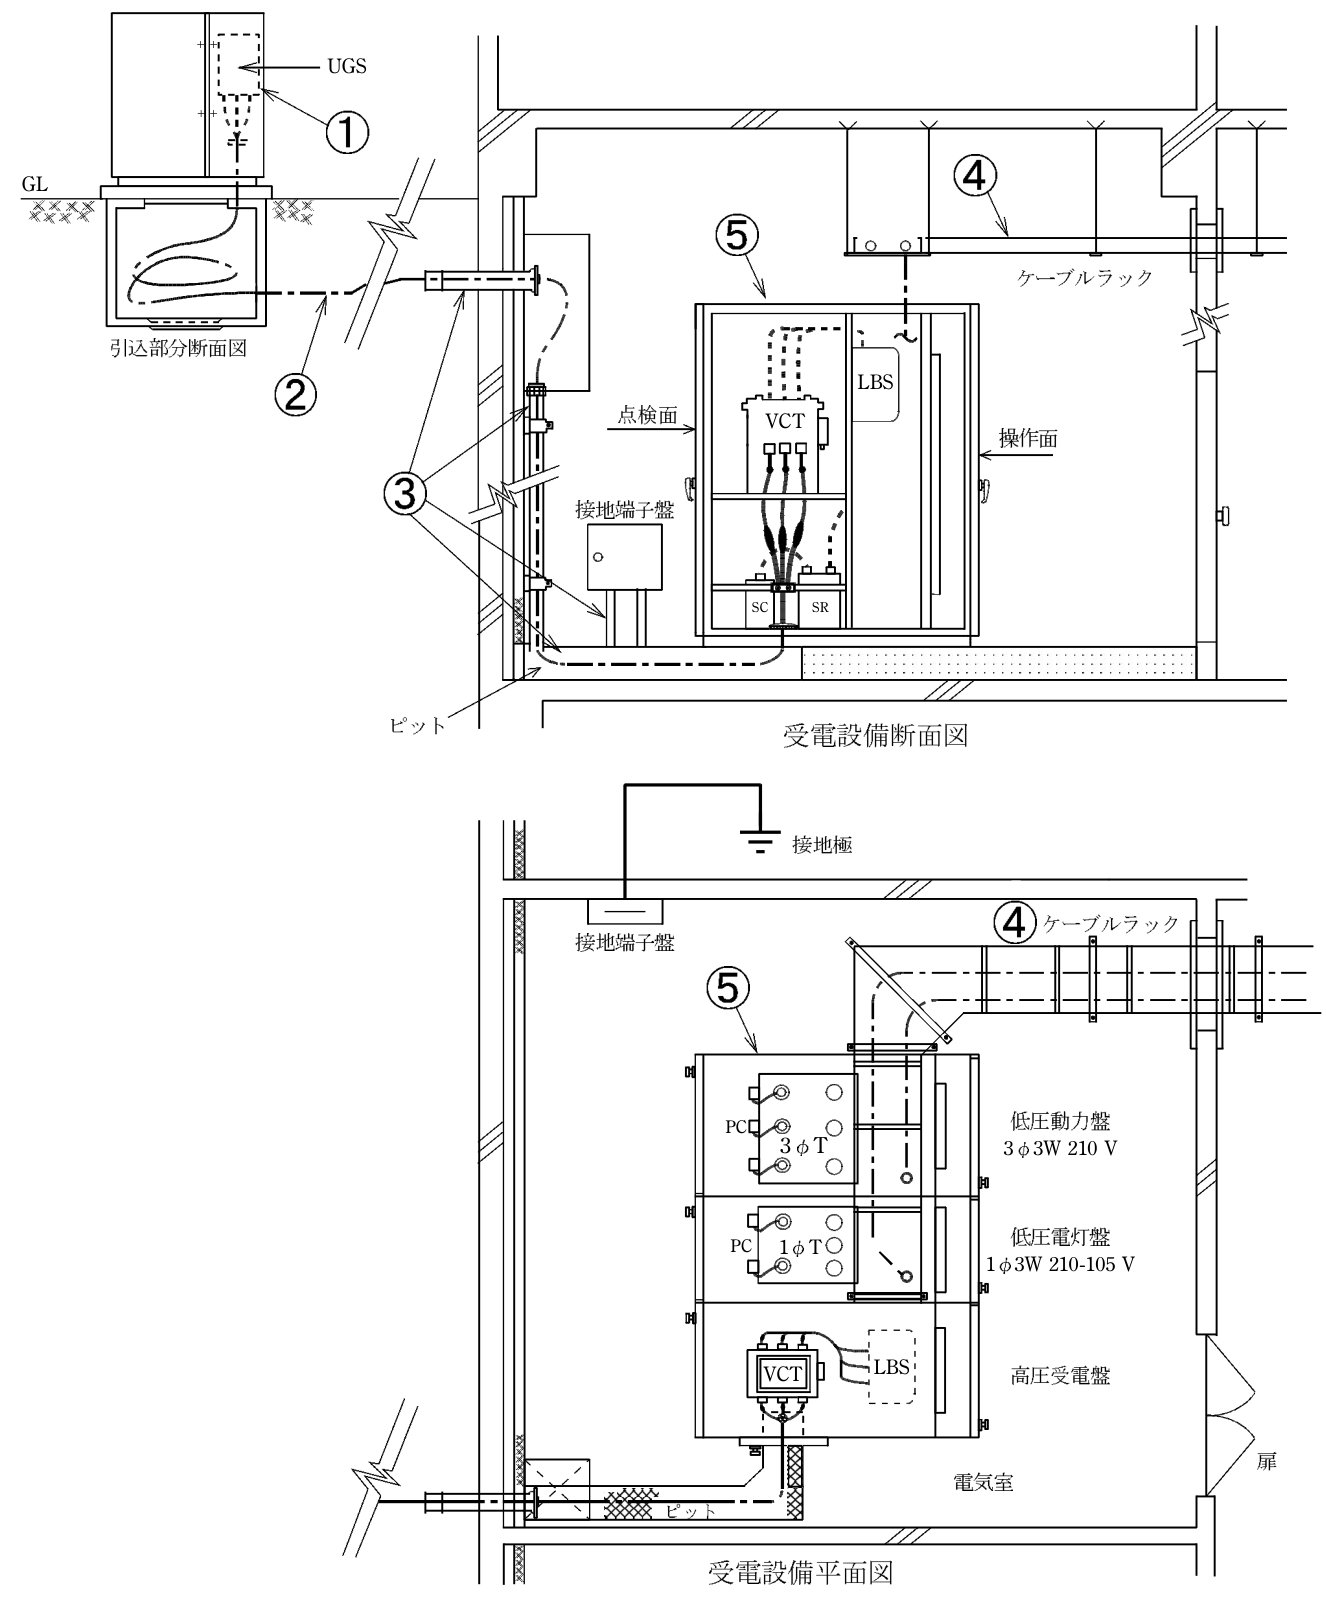 UGS
①
GL
④
⑤
ケーブルラック
引込部分断面図
②
LBS
点検面
VCT
操作面
③
接地端子盤
SC
SR
ピット
受電設備断面図
接地極
④ケーブルラック
接地端子盤
⑤
低圧動力盤
PC
3φT
3φ3W 210 V
低圧電灯盤
PC
1φT
1φ3W 210-105 V
VCT
LBS
高圧受電盤
扉
電気室
ピット
受電設備平面図